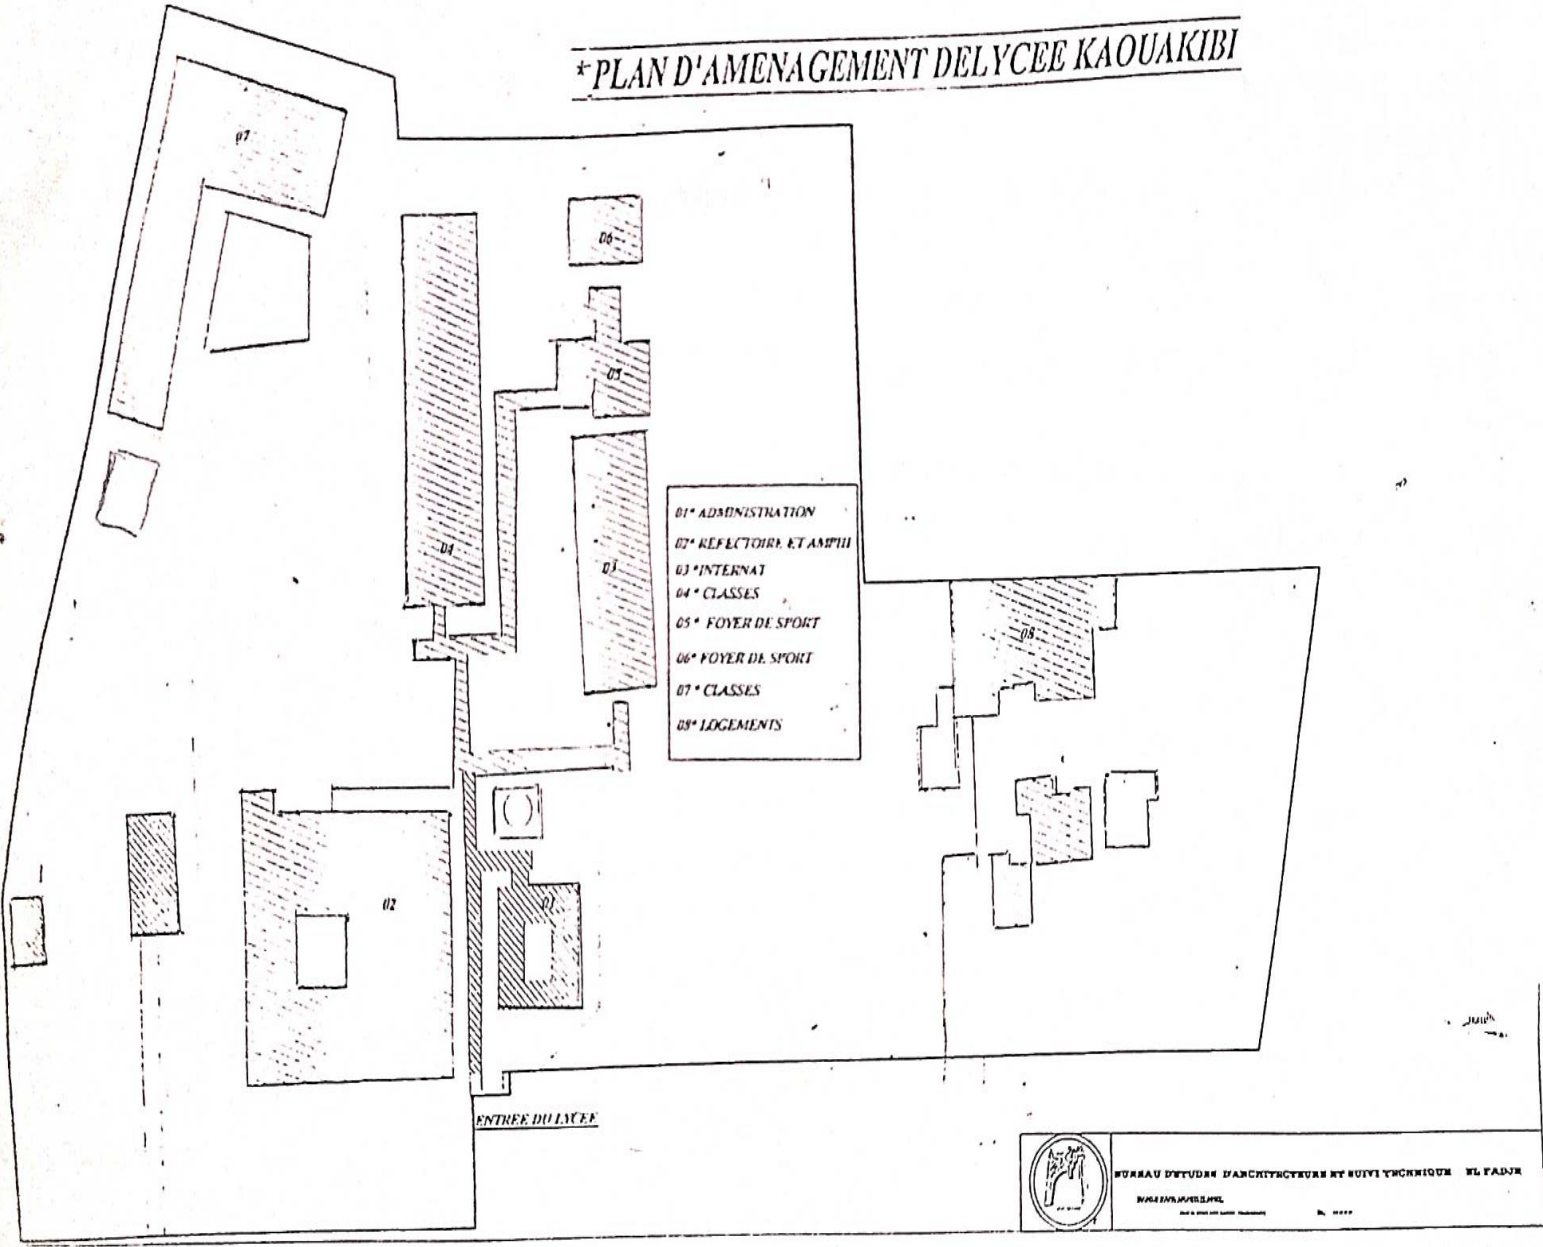 *PLAN D'AMENAGEMENT DELYCEE KAOUAKIBI
07
06
05
04
03
01* ADMINISTRATION
02* REFECTOIRE ET AMPHI
03 *INTERNAT
04 * CLASSES
05* FOYER DE SPORT
06* FOYER DE SPORT
07 * CLASSES
08* LOGEMENTS
08
02
01
ENTREE DU LYCEE
BUREAU D'ETUDES D'ARCHITECTURE ET SUIVI TECHNIQUE EL FADJR